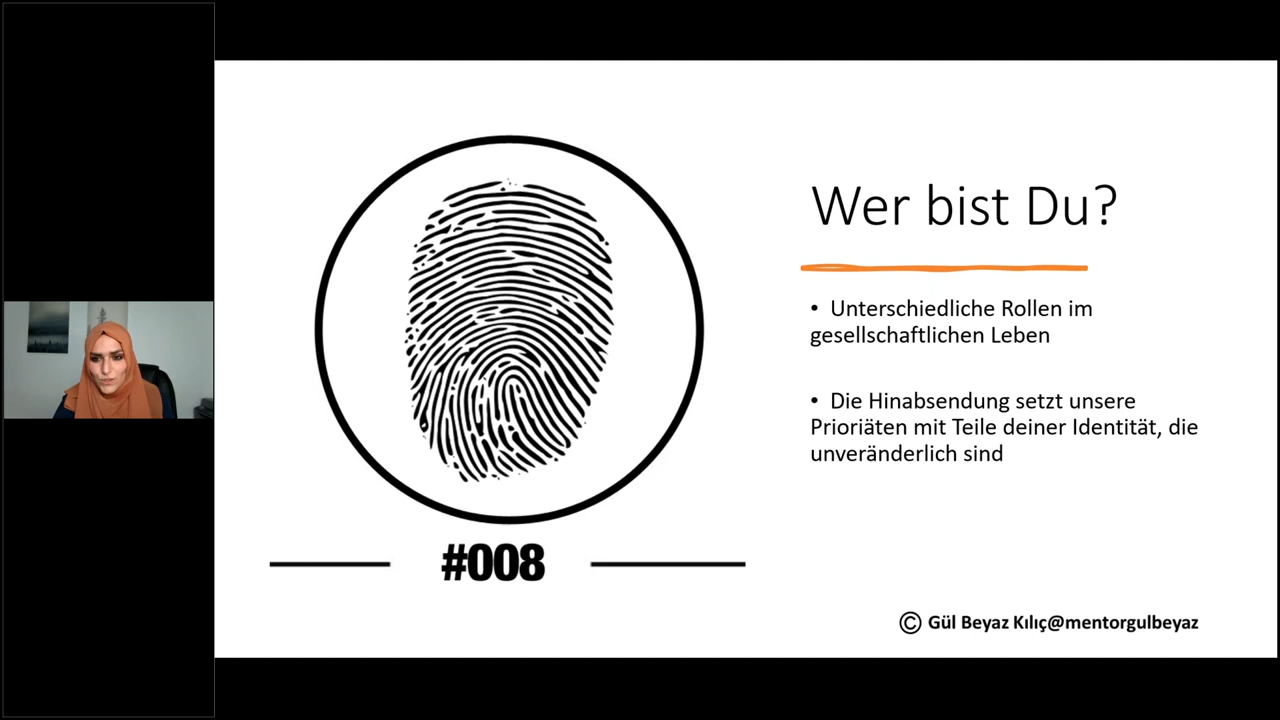 Wer bist Du?
• Unterschiedliche Rollen im
gesellschaftlichen Leben
• Die Hinabsendung setzt unsere
Prioriäten mit Teile deiner Identität, die
unveränderlich sind
#008
© Gül Beyaz Kılıç@mentorgulbeyaz